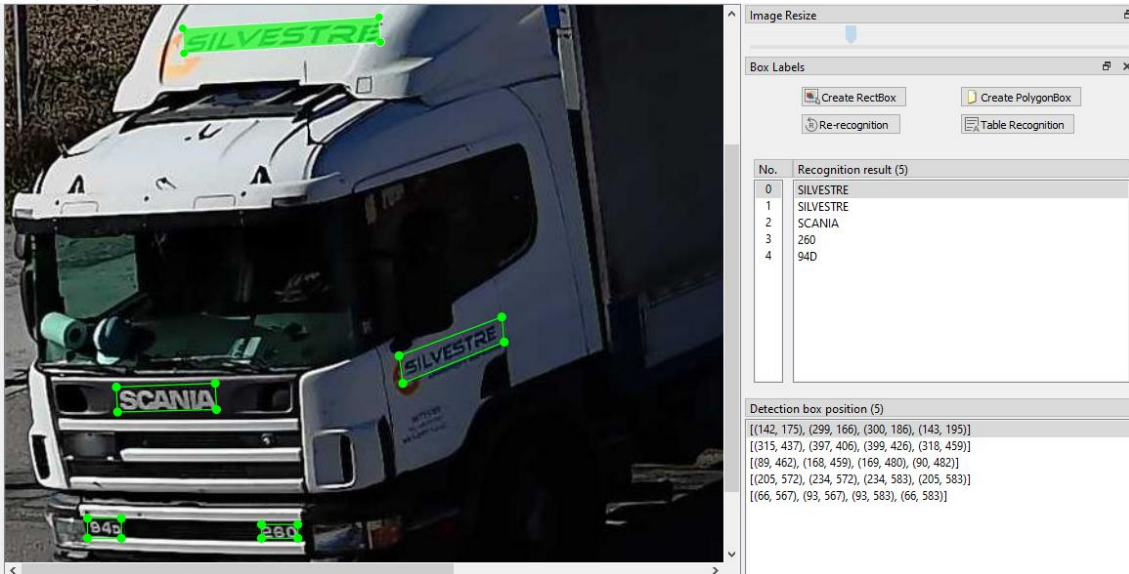 SILVESTRE
SILVESTRE
SCANIA
94D
260
Image Resize
Box Labels
Create RectBox
Create PolygonBox
Re-recognition
Table Recognition
No.
Recognition result (5)
0 SILVESTRE
1 SILVESTRE
2 SCANIA
3 260
4 94D
Detection box position (5)
[(142, 175), (299, 166), (300, 186), (143, 195)]
[(315, 437), (397, 406), (399, 426), (318, 459)]
[(89, 462), (168, 459), (169, 480), (90, 482)]
[(205, 572), (234, 572), (234, 583), (205, 583)]
[(66, 567), (93, 567), (93, 583), (66, 583)]